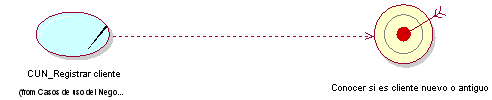 CUN_Registrar cliente
(from Casos de uso del Nego...
Conocer si es cliente nuevo o antiguo